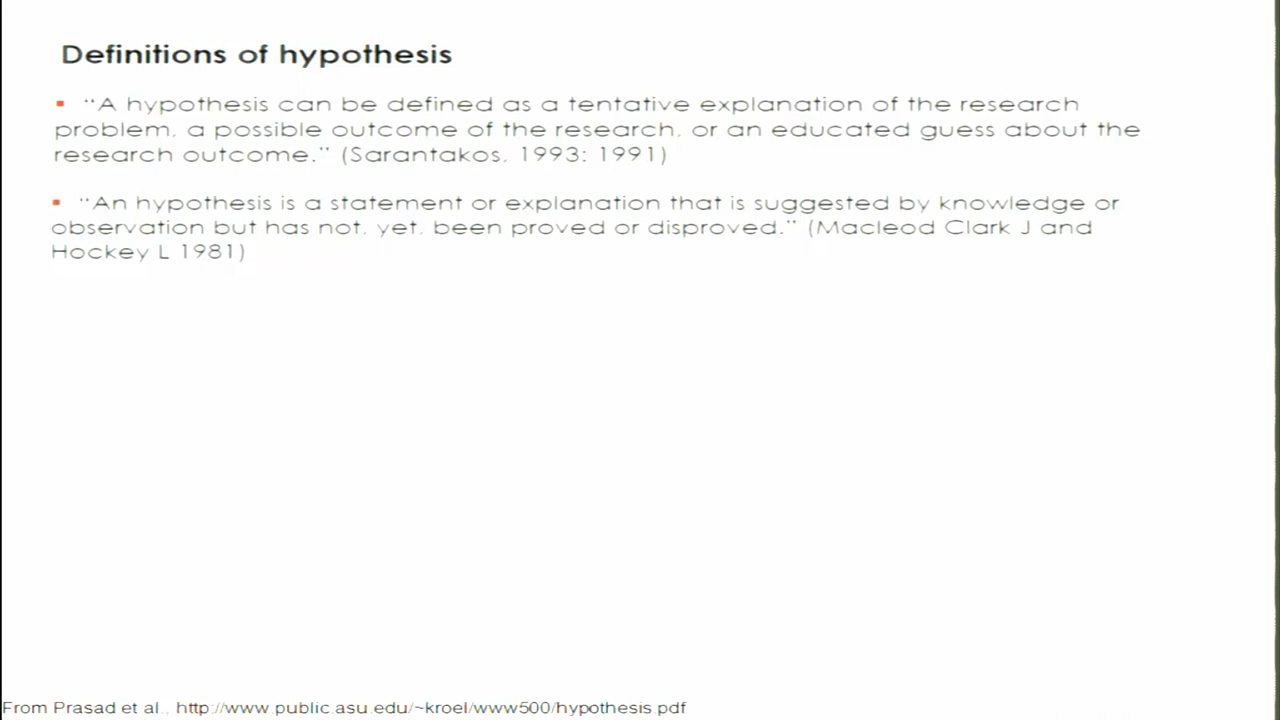 Definitions of hypothesis
▪ “A hypothesis can be defined as a tentative explanation of the research
problem, a possible outcome of the research, or an educated guess about the
research outcome.” (Sarantakos, 1993: 1991)
▪ “An hypothesis is a statement or explanation that is suggested by knowledge or
observation but has not, yet, been proved or disproved.” (Macleod Clark J and
Hockey L 1981)
From Prasad et al., http://www.public.asu.edu/~kroel/www500/hypothesis.pdf